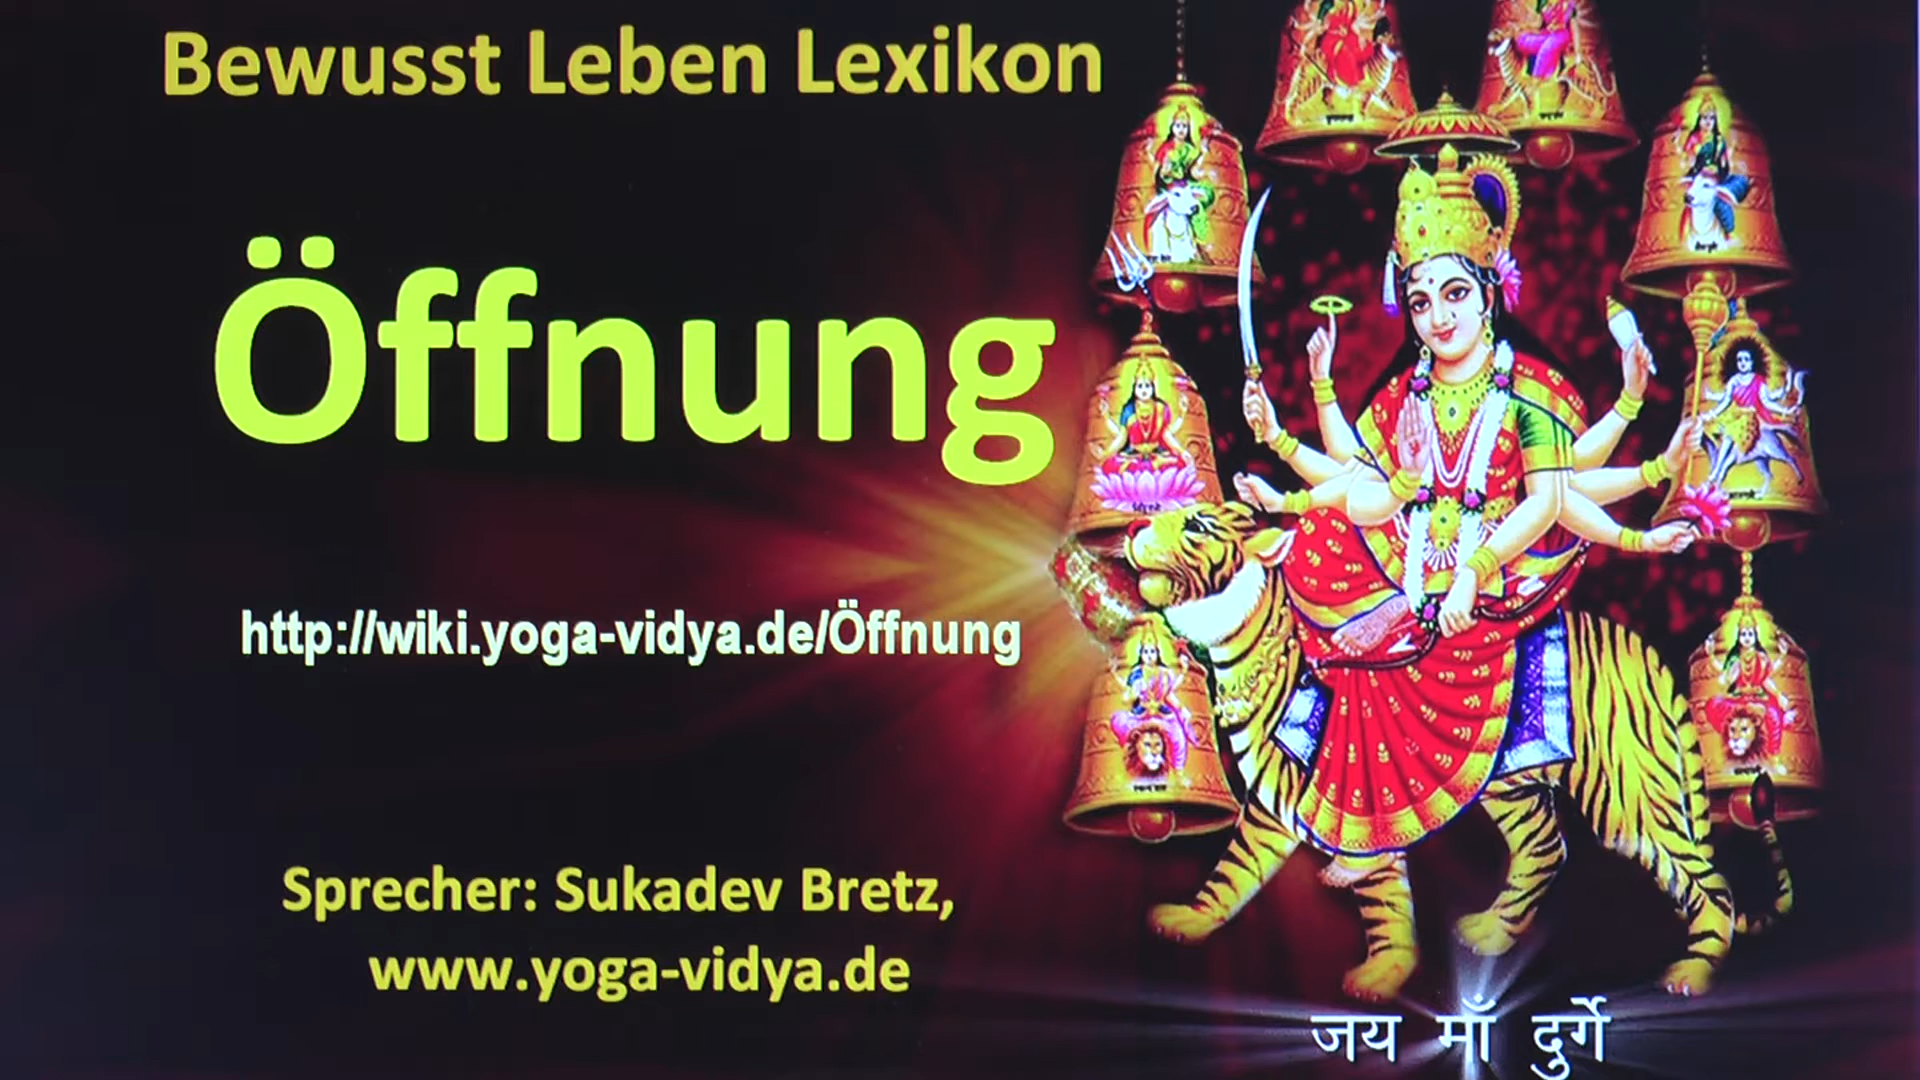 Bewusst Leben Lexikon
Öffnung
http://wiki.yoga-vidya.de/Öffnung
Sprecher: Sukadev Bretz,
www.yoga-vidya.de
जय माँ दुर्गे